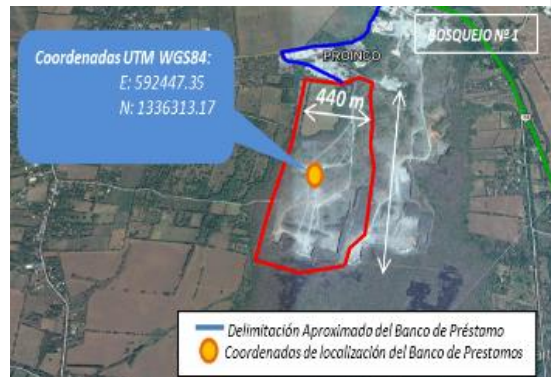 BOSQUEJO Nº 1
Coordenadas UTM WGS84:
E: 592447.35
N: 1336313.17
PROINCO
440 m
Delimitación Aproximado del Banco de Préstamo
Coordenadas de localización del Banco de Prestamos